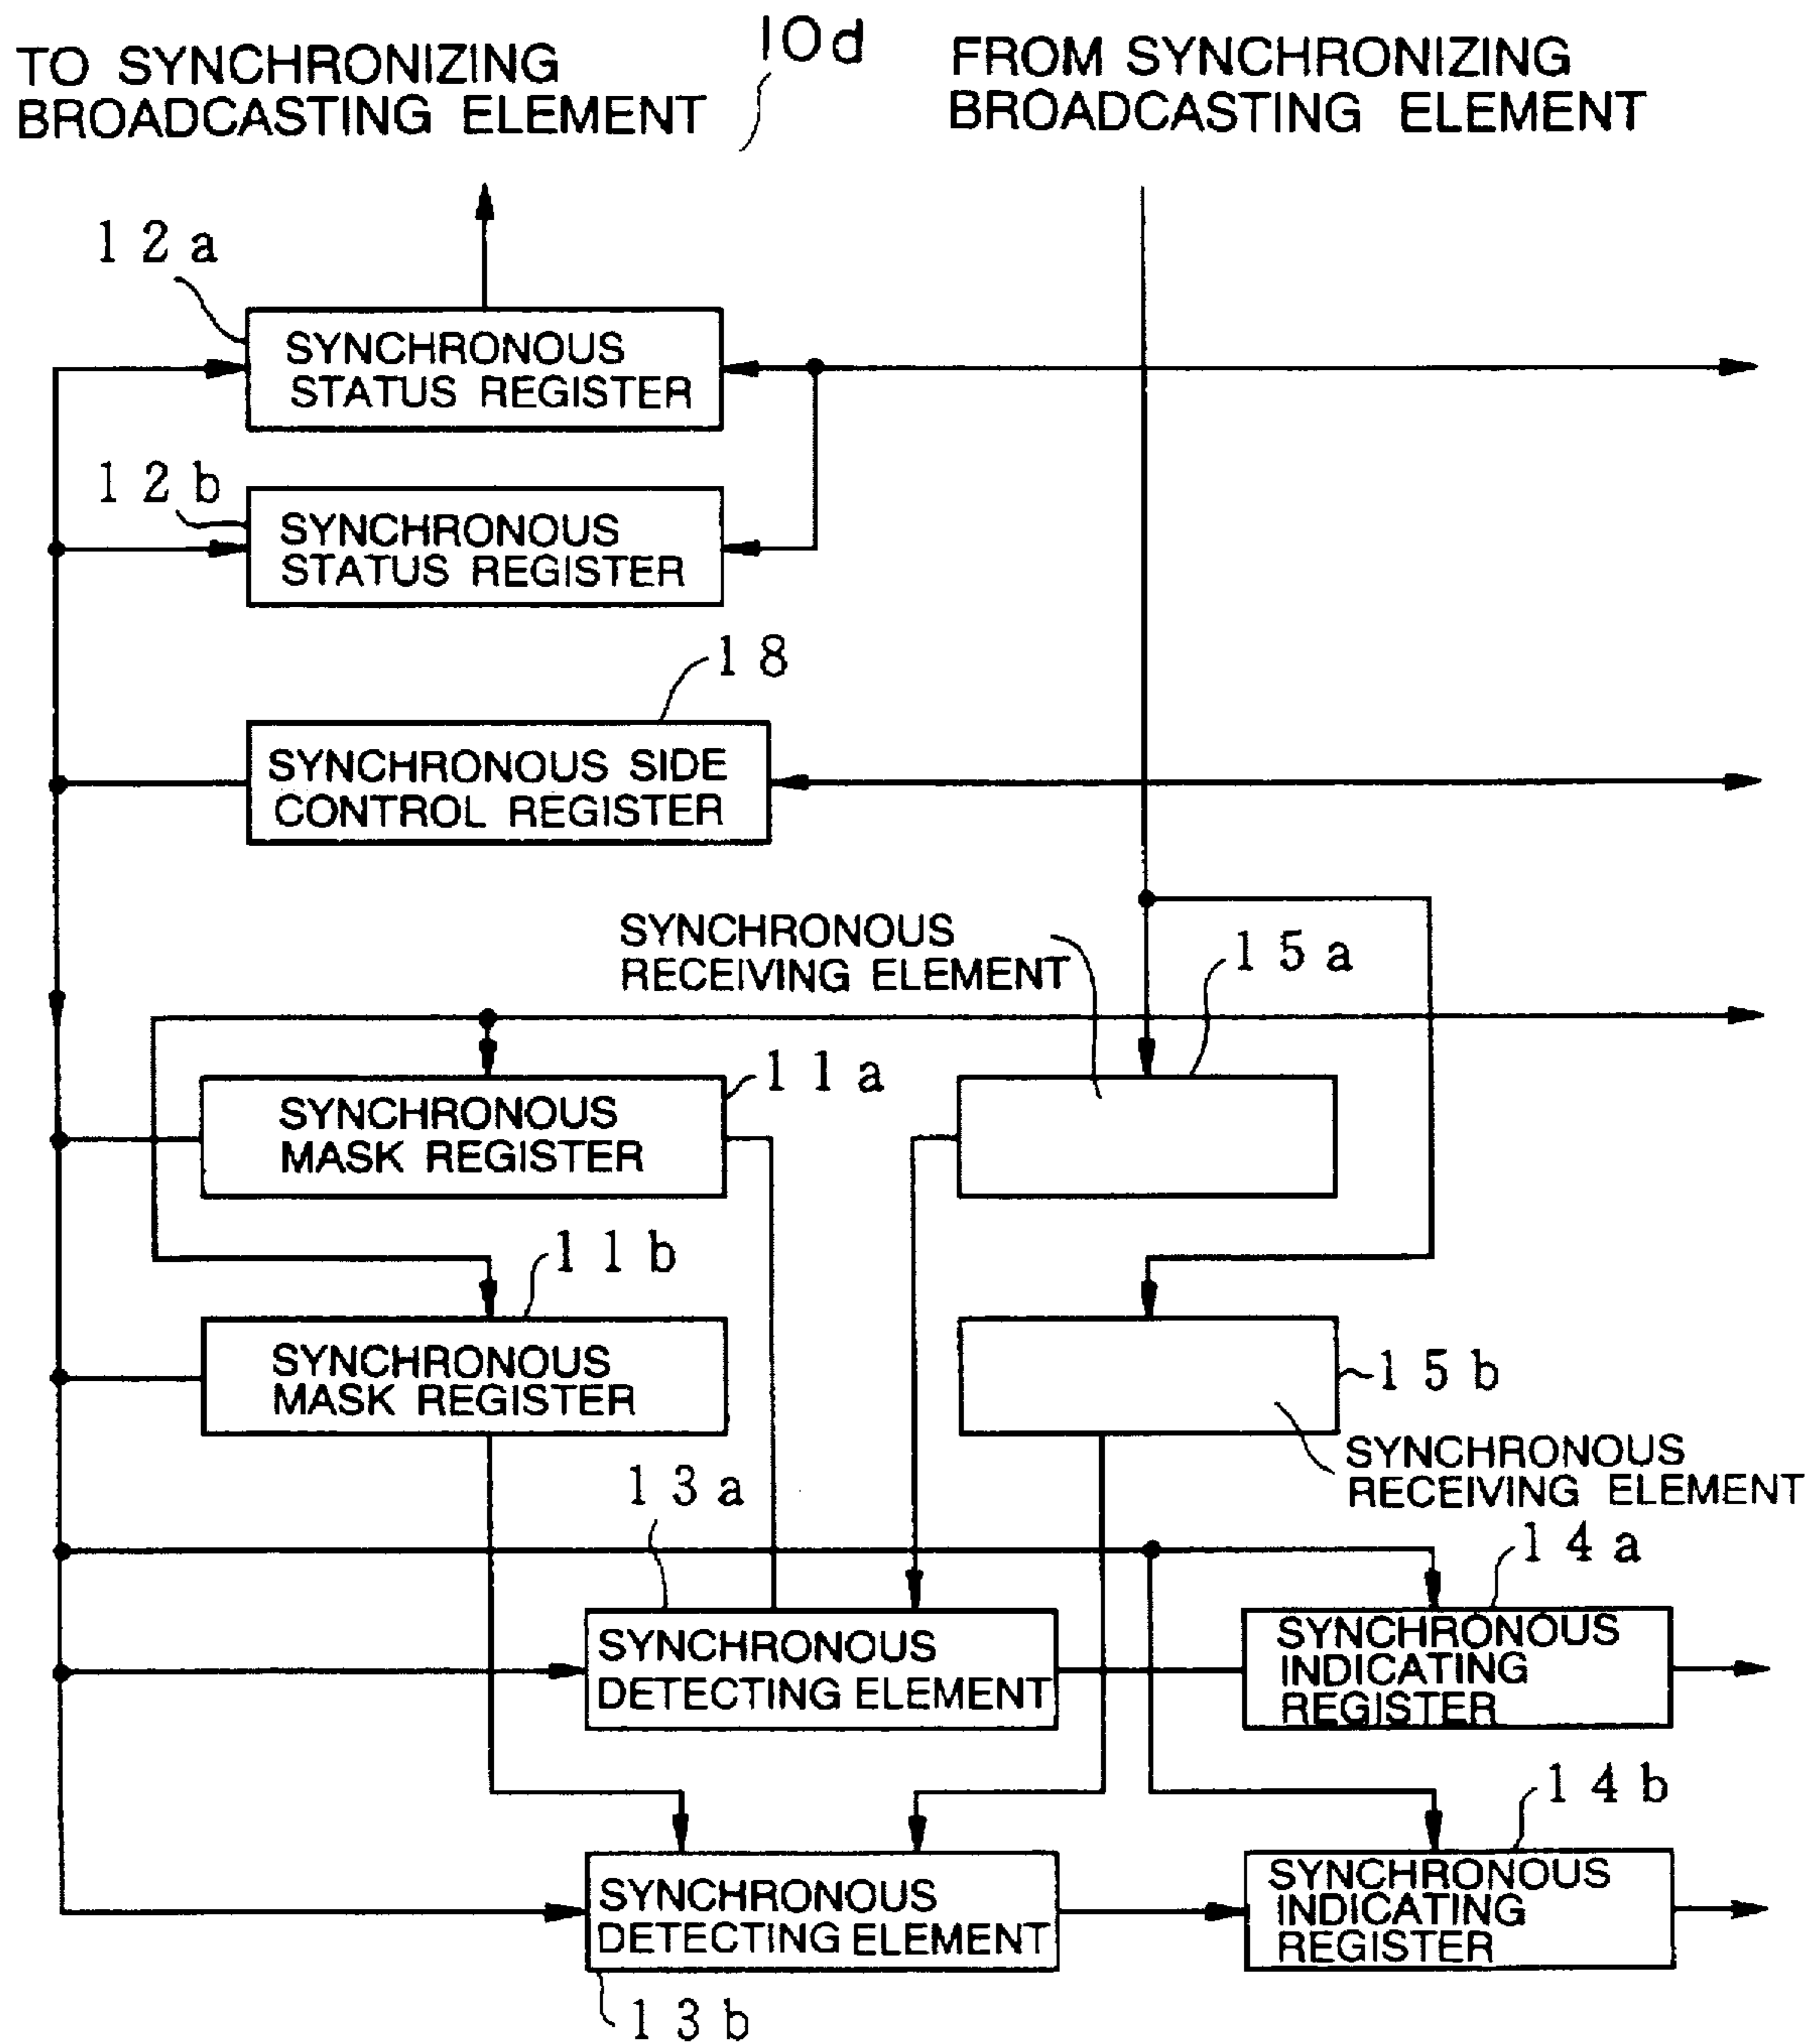 10d
TO SYNCHRONIZING
BROADCASTING ELEMENT
FROM SYNCHRONIZING
BROADCASTING ELEMENT
12a
SYNCHRONOUS
STATUS REGISTER
12b
SYNCHRONOUS
STATUS REGISTER
18
SYNCHRONOUS SIDE
CONTROL REGISTER
SYNCHRONOUS
RECEIVING ELEMENT
15a
11a
SYNCHRONOUS
MASK REGISTER
11b
SYNCHRONOUS
MASK REGISTER
15b
SYNCHRONOUS
RECEIVING ELEMENT
13a
14a
SYNCHRONOUS
DETECTING ELEMENT
SYNCHRONOUS
INDICATING
REGISTER
14b
SYNCHRONOUS
DETECTING ELEMENT
SYNCHRONOUS
INDICATING
REGISTER
13b